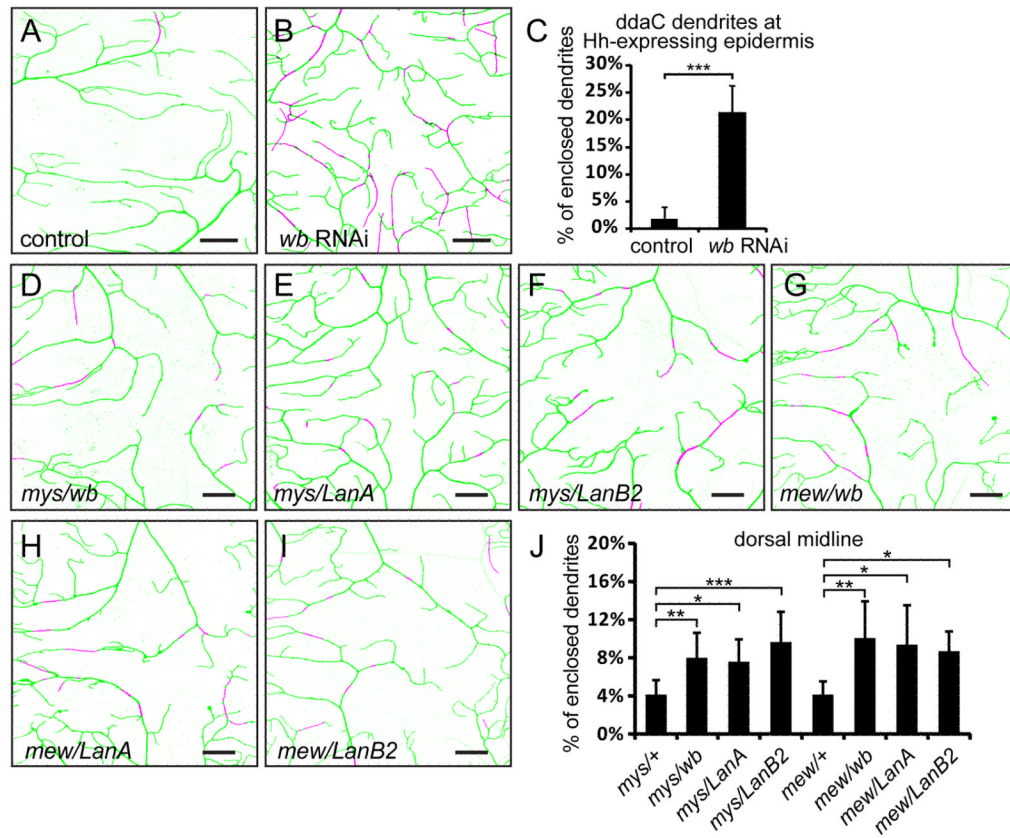 A
control
B
wb RNAi
C
ddaC dendrites at
Hh-expressing epidermis
% of enclosed dendrites
30%
25%
20%
15%
10%
5%
0%
***
control
wb RNAi
D
mys/wb
E
mys/LanA
F
mys/LanB2
G
mew/wb
H
mew/LanA
I
mew/LanB2
J
dorsal midline
% of enclosed dendrites
20%
16%
12%
8%
4%
0%
***
*
**
*
*
**
mys/+
mys/wb
mys/LanA
mys/LanB2
mew/+
mew/wb
mew/LanA
mew/LanB2